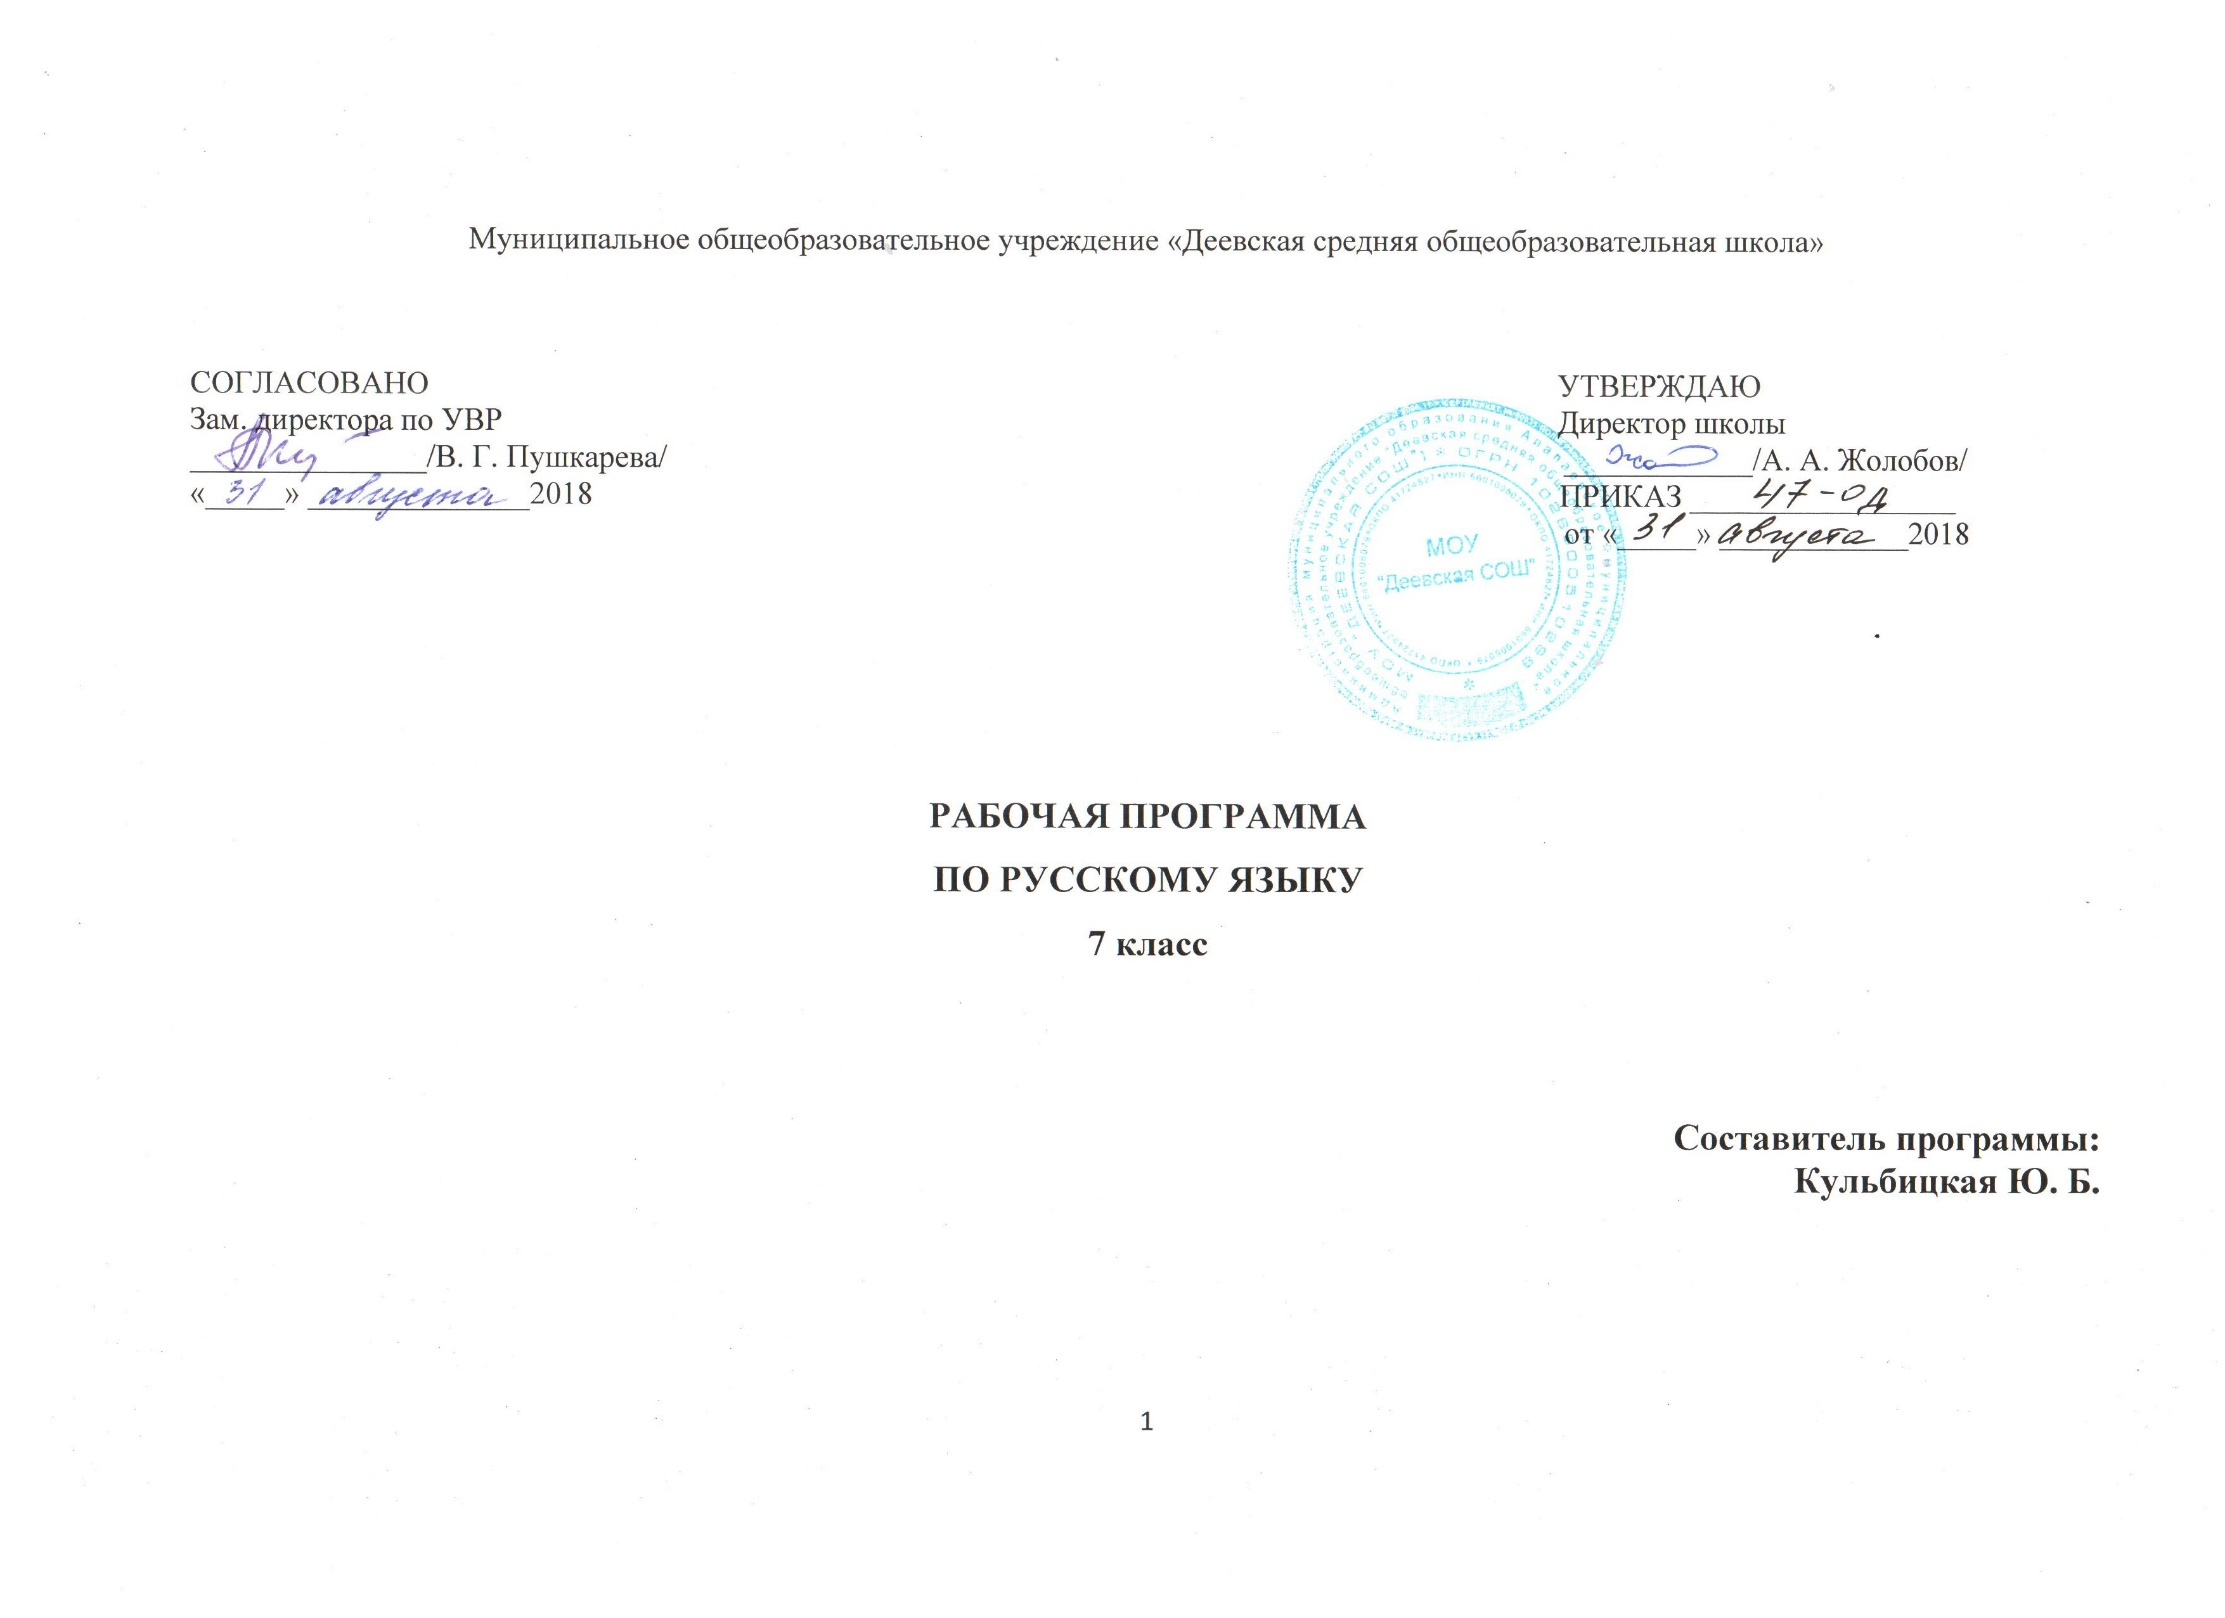 Муниципальное общеобразовательное учреждение «Деевская средняя общеобразовательная школа»
СОГЛАСОВАНО
Зам. директора по УВР
/В. Г. Пушкарева/
« 31 » августа 2018
УТВЕРЖДАЮ
Директор школы
/А. А. Жолобов/
ПРИКАЗ 47-од
от « 31 » августа 2018
МОУ
"Деевская СОШ"
РАБОЧАЯ ПРОГРАММА
ПО РУССКОМУ ЯЗЫКУ
7 класс
Составитель программы:
Кульбицкая Ю. Б.
1